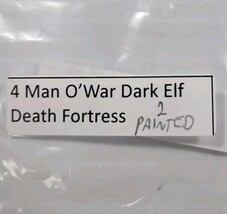 4 Man O'War Dark Elf
Death Fortress 2
PAINTED